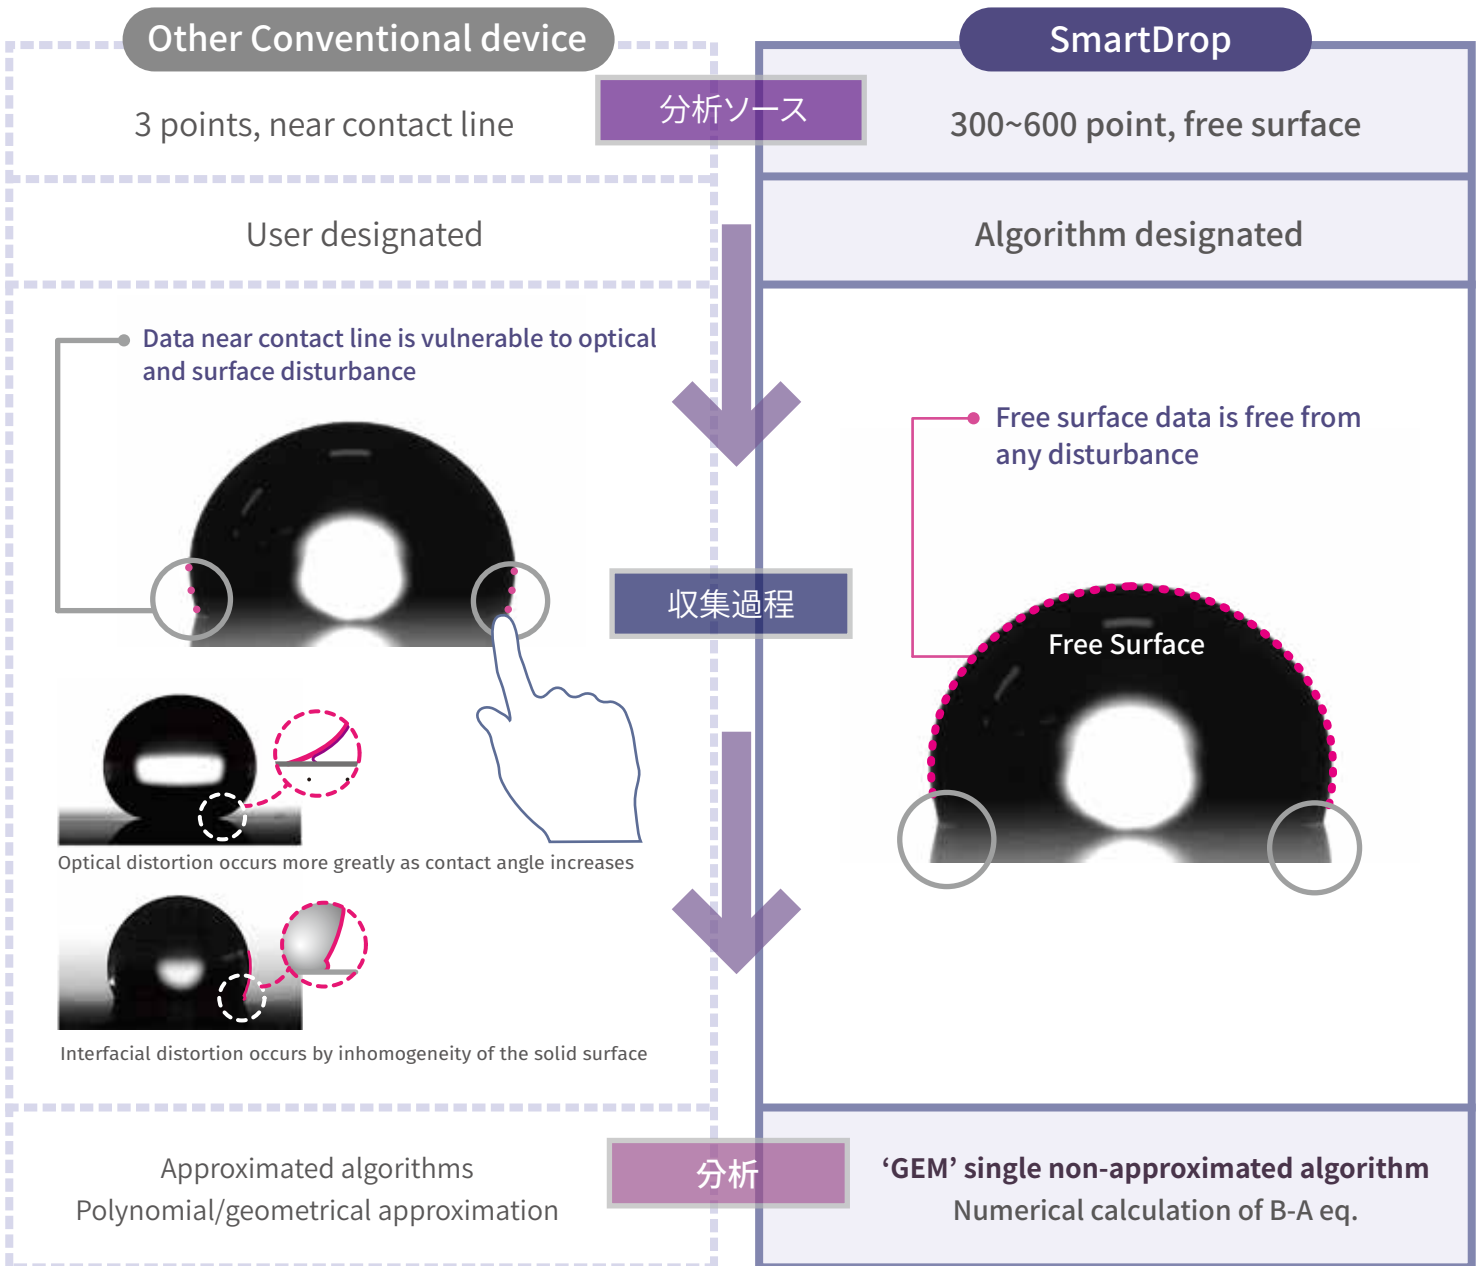 Other Conventional device
SmartDrop
分析ソース
3 points, near contact line
300~600 point, free surface
User designated
Algorithm designated
Data near contact line is vulnerable to optical
and surface disturbance
Free surface data is free from
any disturbance
収集過程
Free Surface
Optical distortion occurs more greatly as contact angle increases
Interfacial distortion occurs by inhomogeneity of the solid surface
分析
Approximated algorithms
Polynomial/geometrical approximation
‘GEM’ single non-approximated algorithm
Numerical calculation of B-A eq.